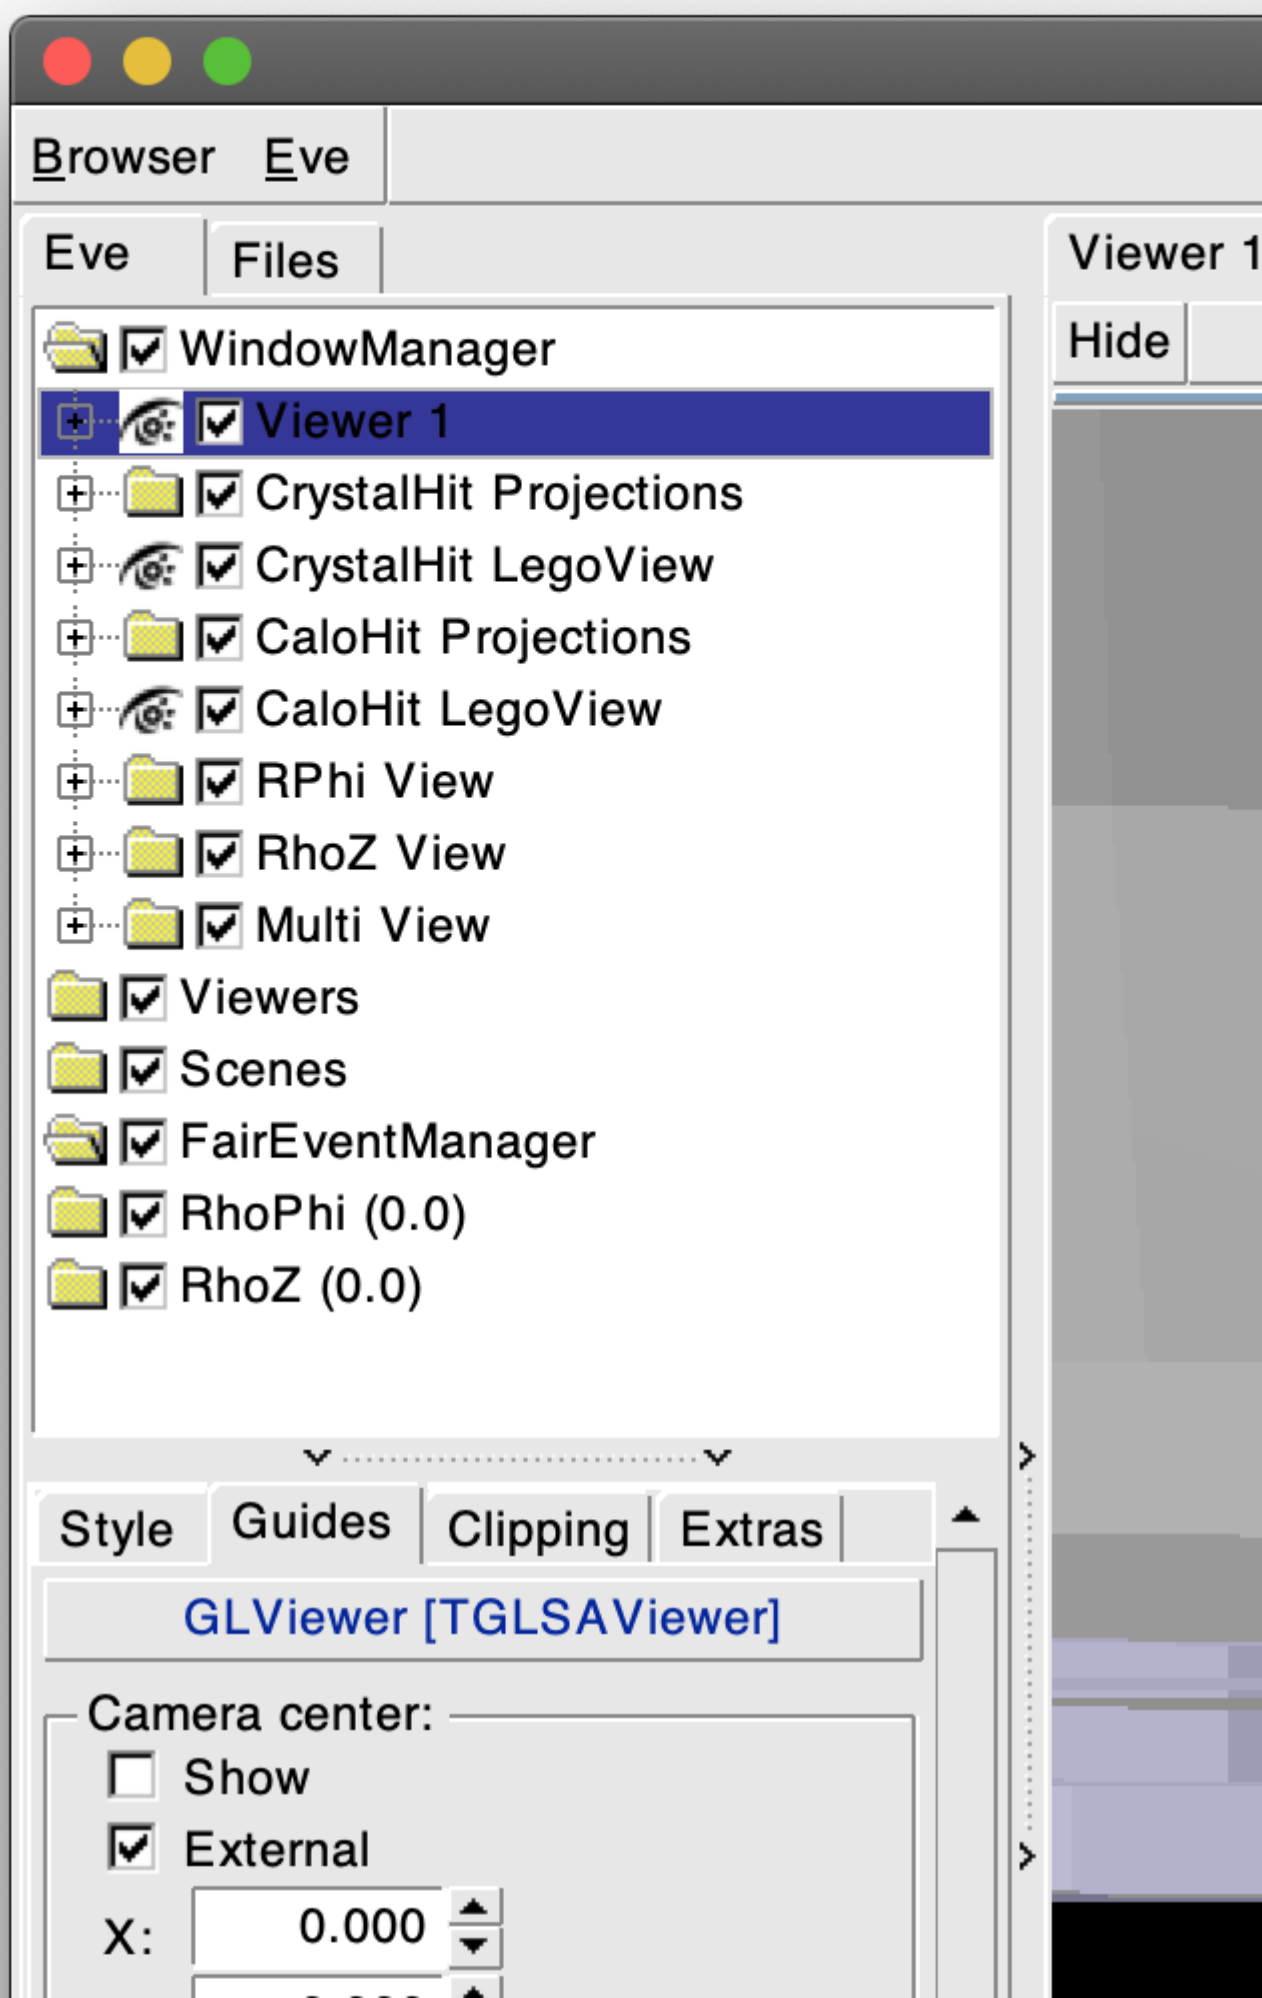 Browser Eve
Eve Files
Viewer 1
Hide
WindowManager
Viewer 1
CrystalHit Projections
CrystalHit LegoView
CaloHit Projections
CaloHit LegoView
RPhi View
RhoZ View
Multi View
Viewers
Scenes
FairEventManager
RhoPhi (0.0)
RhoZ (0.0)
Style Guides Clipping Extras
GLViewer [TGLSAViewer]
Camera center:
Show
External
X: 0.000